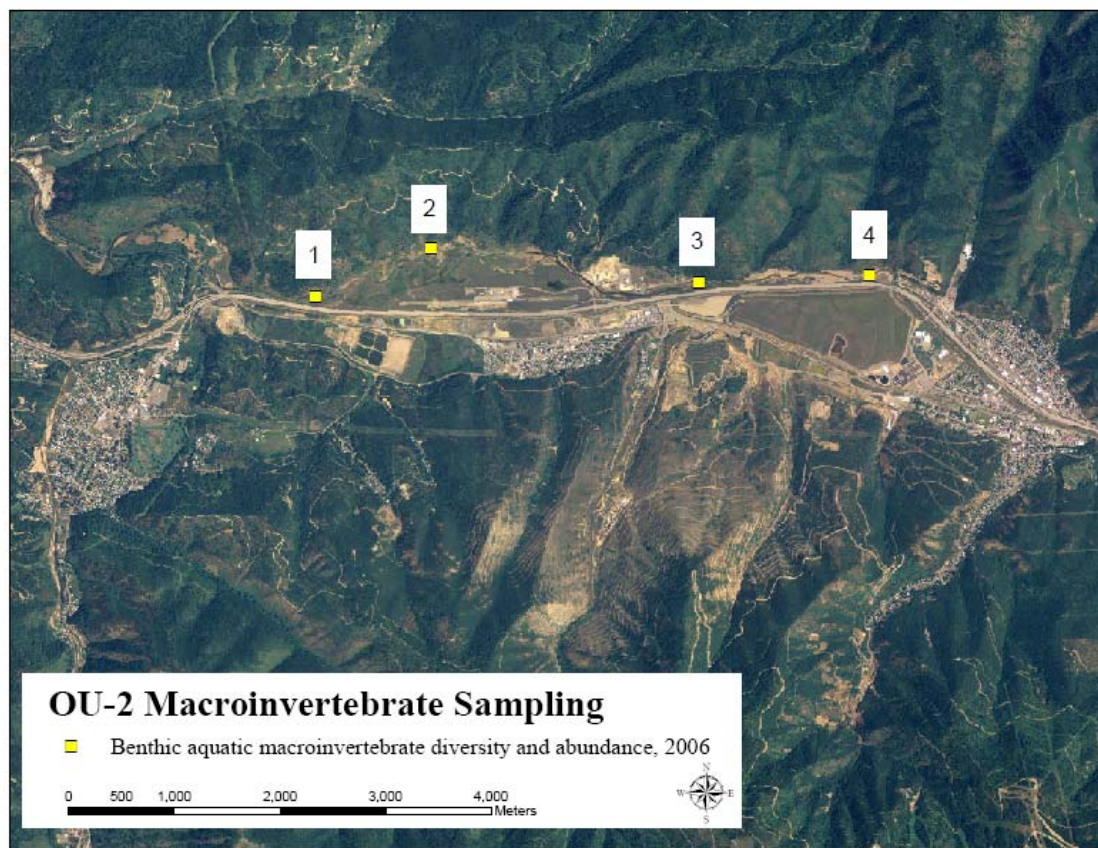 2
4
3
1
OU-2 Macroinvertebrate Sampling
Benthic aquatic macroinvertebrate diversity and abundance, 2006
N
W E
S
0 500 1,000 2,000 3,000 4,000
Meters